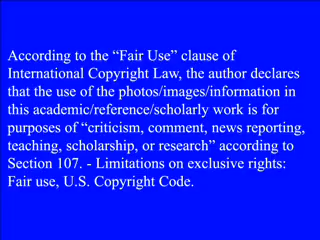 According to the “Fair Use” clause of
International Copyright Law, the author declares
that the use of the photos/images/information in
this academic/reference/scholarly work is for
purposes of “criticism, comment, news reporting,
teaching, scholarship, or research” according to
Section 107. - Limitations on exclusive rights:
Fair use, U.S. Copyright Code.